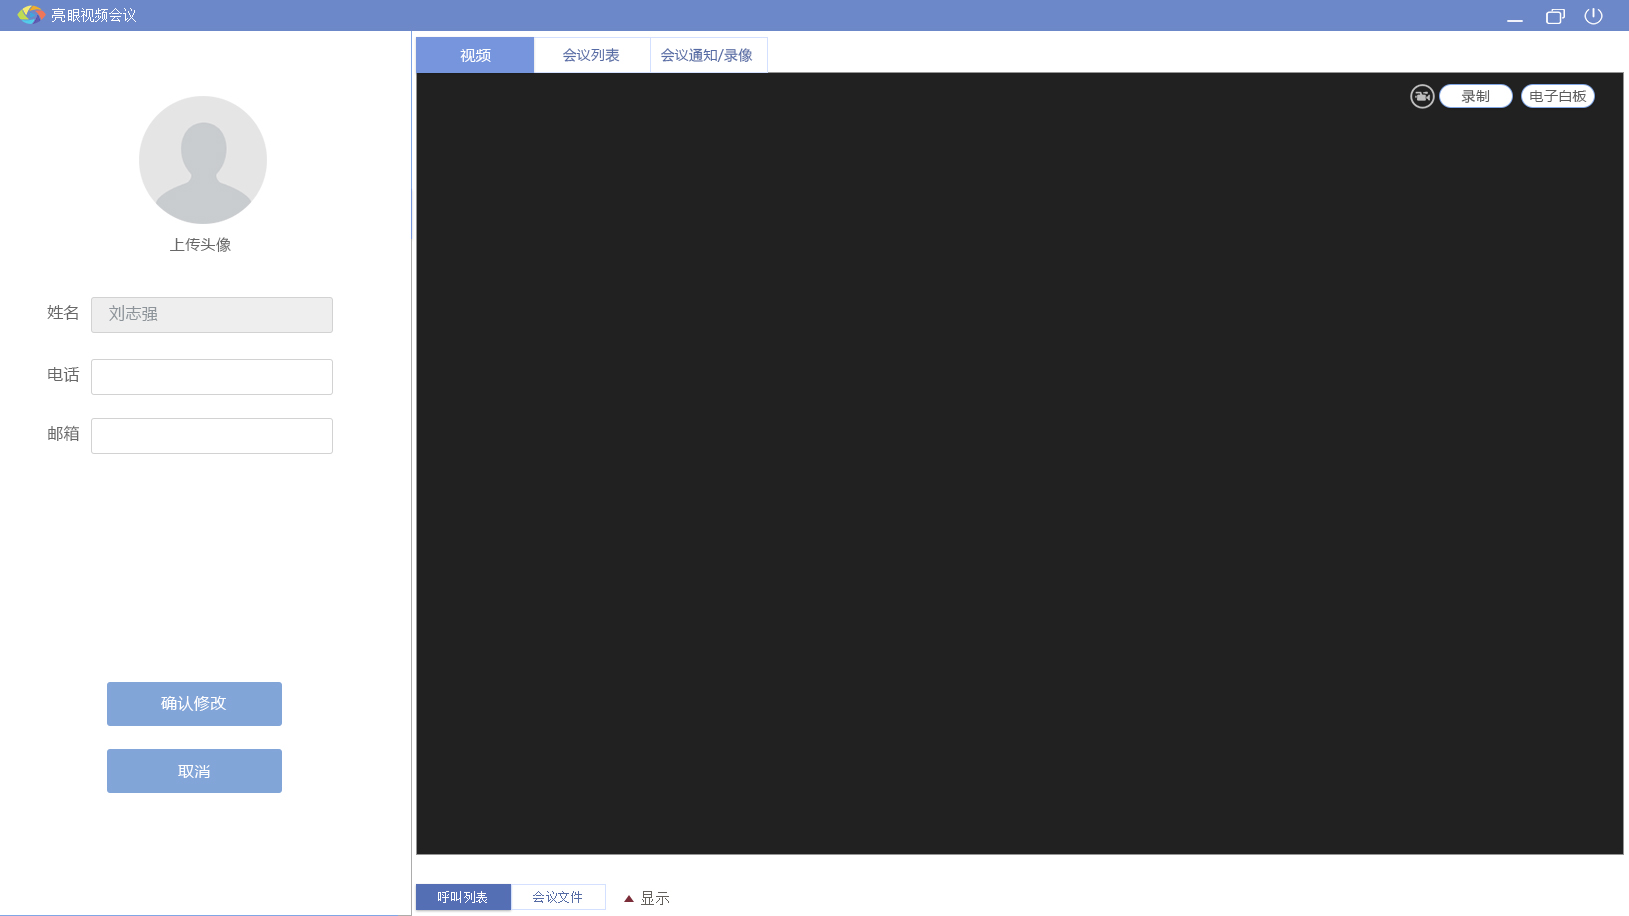 亮眼视频会议
视频
会议列表
会议通知/录像
录制
电子白板
上传头像
姓名 刘志强
电话
邮箱
确认修改
取消
呼叫列表
会议文件
显示